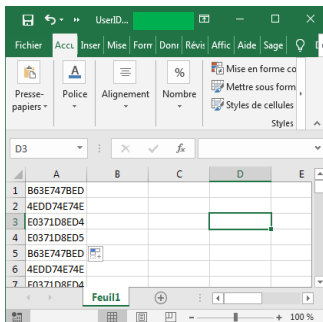 UserID...
Fichier Accu Inser Mise Forr Donı Révis Affic Aide Sage
Presse-papiers
Police
Alignement
%
Nombre
Mise en forme co
Mettre sous form
Styles de cellules
Styles
D3 fx
A B C D E
1 B63E747BED
2 4EDD74E74E
3 E0371D8ED4
4 E0371D8ED5
5 B63E747BED
6 4EDD74E74E
7 E0371D8ED4
Feuil1
100 %